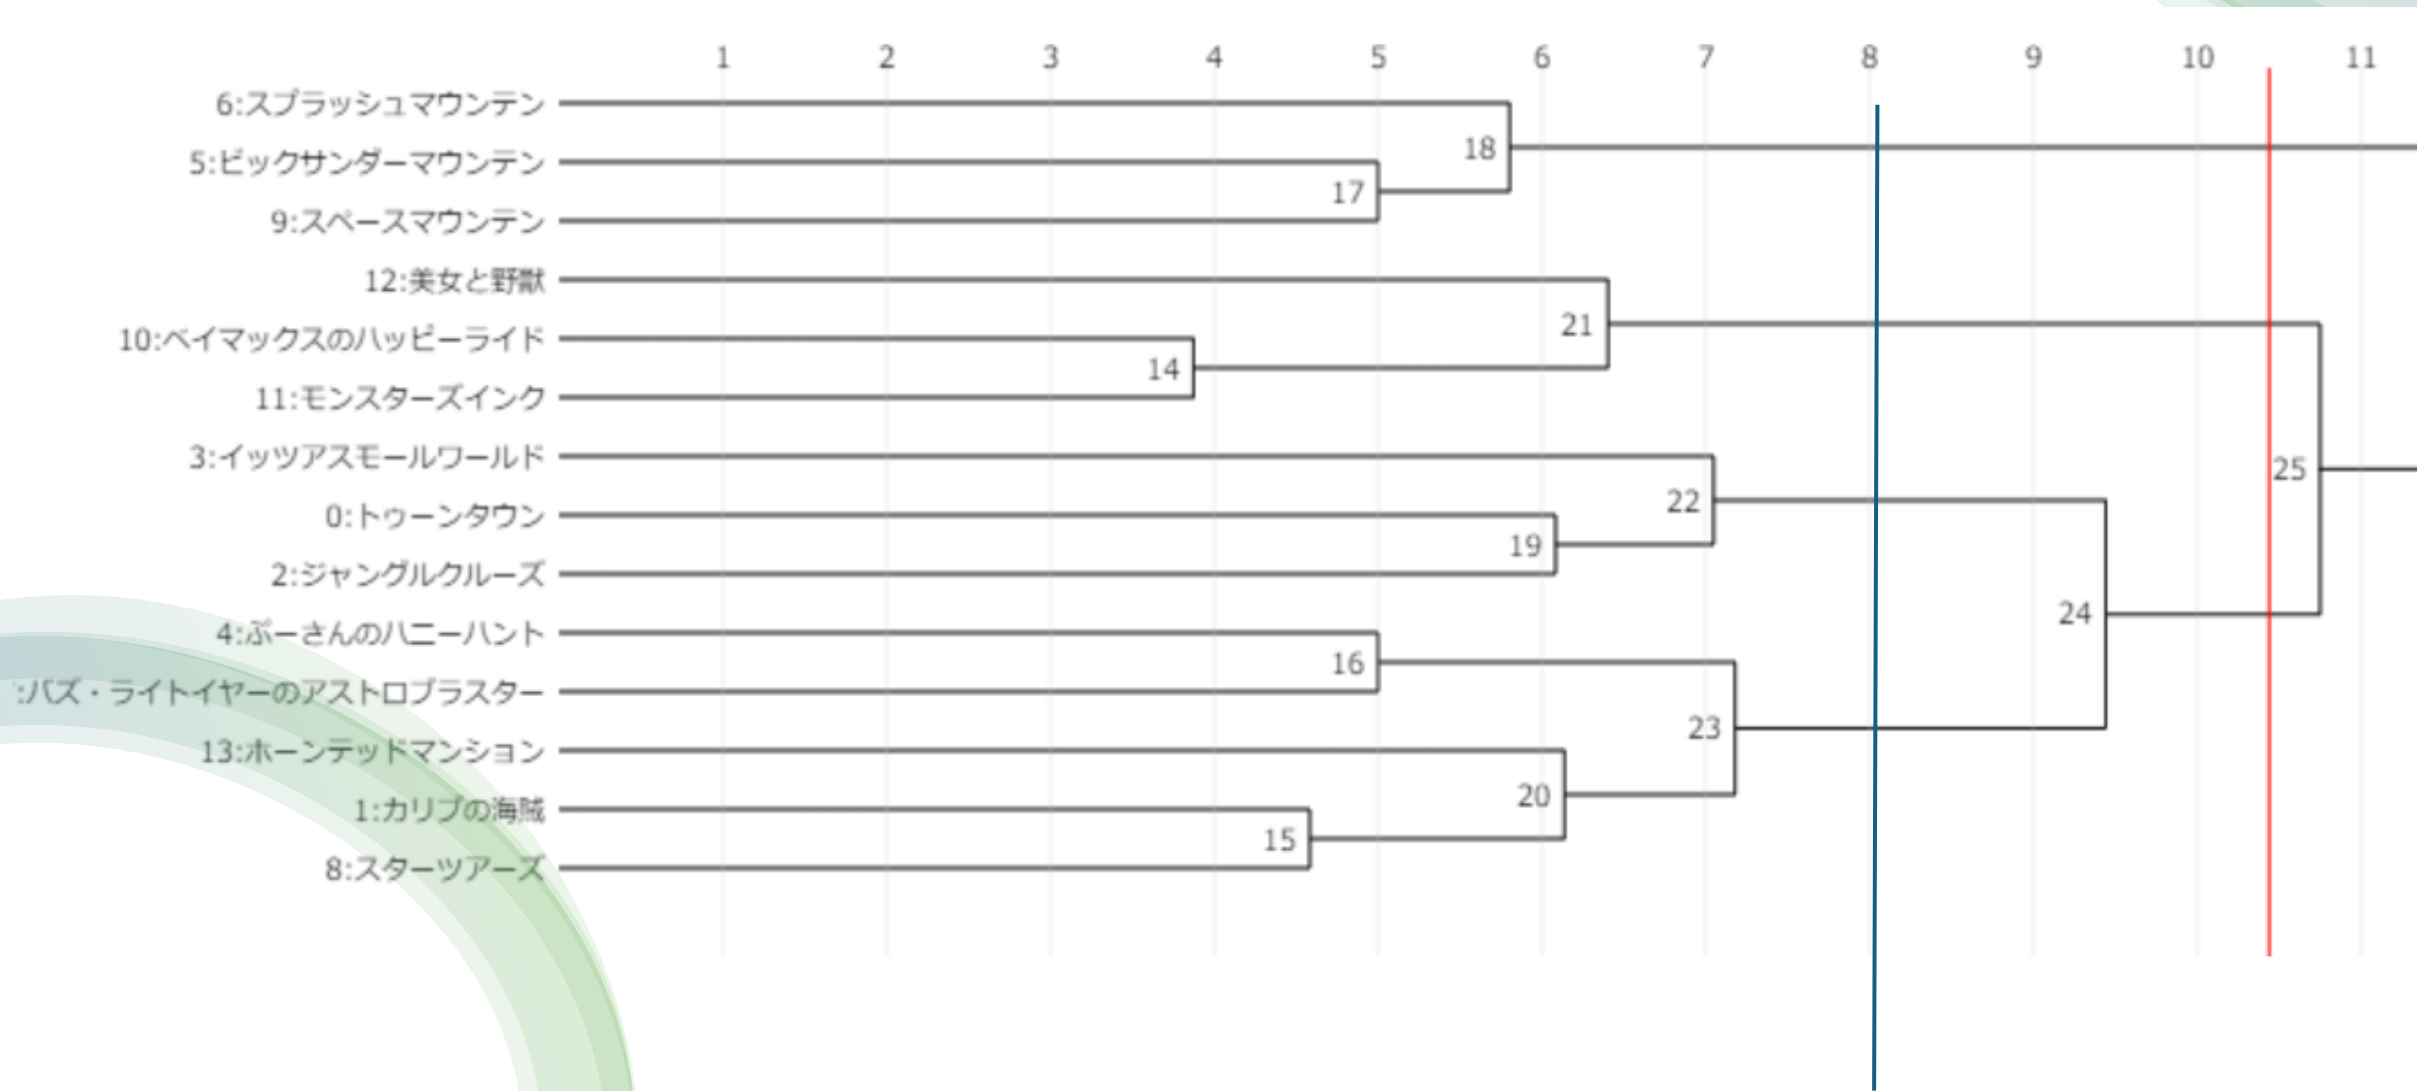 1 2 3 4 5 6 7 8 9 10 11
6:スプラッシュマウンテン
18
5:ビックサンダーマウンテン
17
9:スペースマウンテン
12:美女と野獣
21
10:ベイマックスのハッピーライド
14
11:モンスターズインク
3:イッツアスモールワールド
25
22
0:トゥーンタウン
19
2:ジャングルクルーズ
24
4:ぷーさんのハニーハント
16
:バズ・ライトイヤーのアストロブラスター
23
13:ホーンテッドマンション
20
1:カリブの海賊
15
8:スターツアーズ